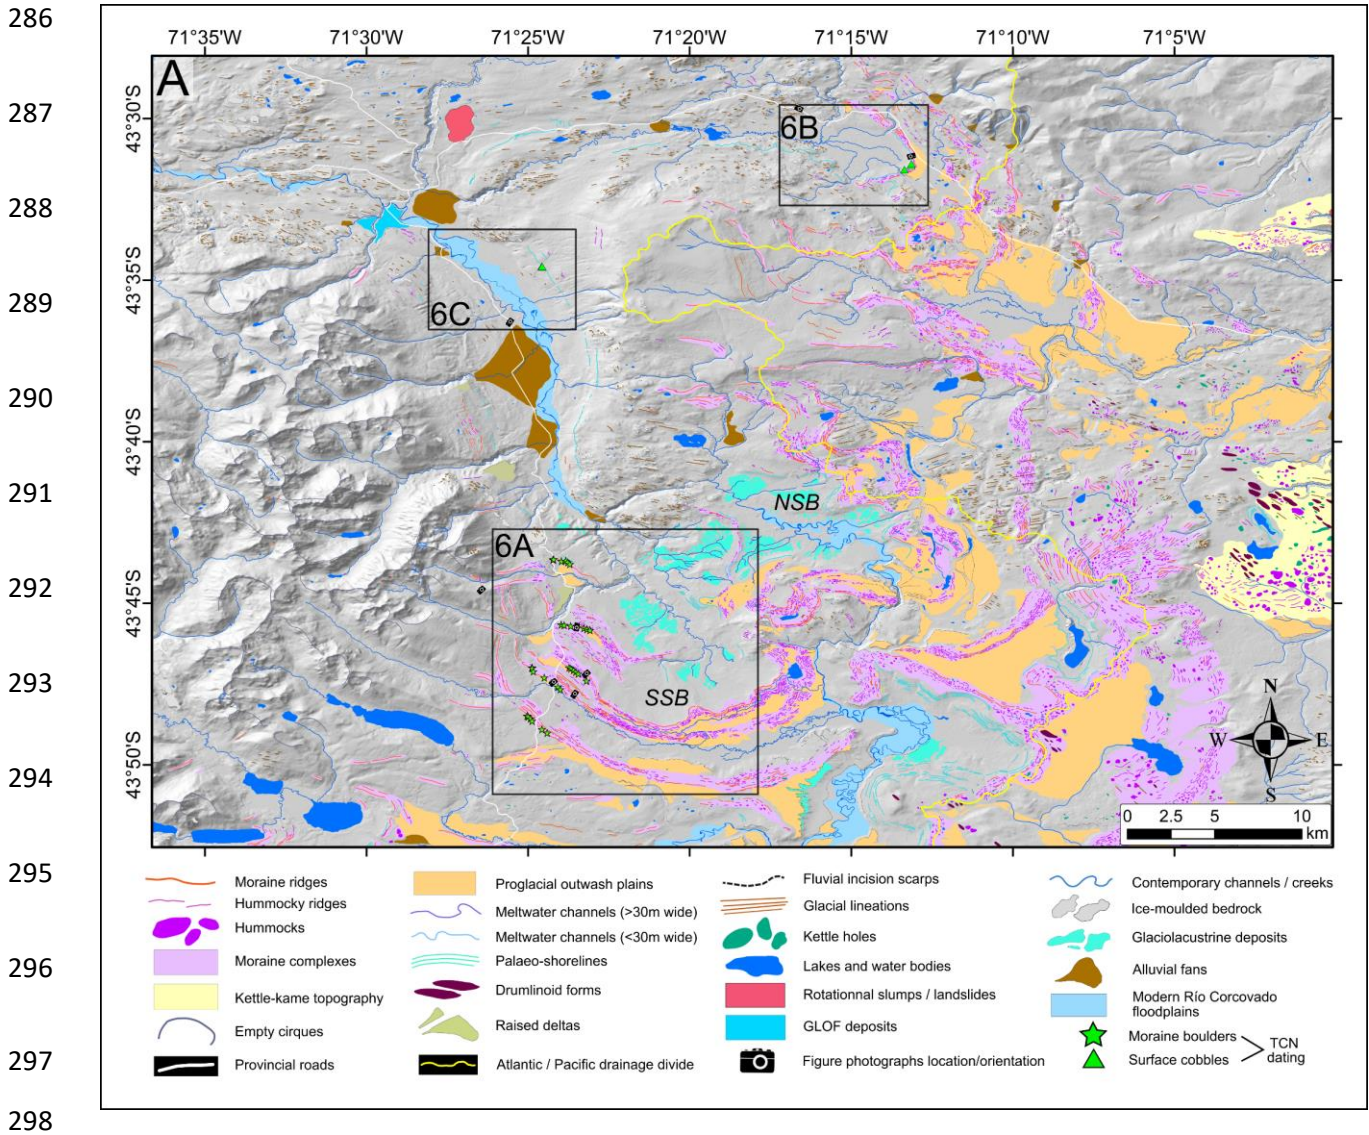 286
A
71°35'W 71°30'W 71°25'W 71°20'W 71°15'W 71°10'W 71°5'W
287
43°30'S
6B
288
43°35'S
289
6C
290
43°40'S
291
NSB
6A
292
43°45'S
293
SSB
N
W E
S
294
43°50'S
0 2.5 5 10
km
295
Moraine ridges
Hummocky ridges
Hummocks
Moraine complexes
Kettle-kame topography
Empty cirques
Provincial roads
Proglacial outwash plains
Meltwater channels (>30m wide)
Meltwater channels (<30m wide)
Palaeo-shorelines
Drumlinoid forms
Raised deltas
Atlantic / Pacific drainage divide
Fluvial incision scarps
Glacial lineations
Kettle holes
Lakes and water bodies
Rotationnal slumps / landslides
GLOF deposits
Figure photographs location/orientation
Contemporary channels / creeks
Ice-moulded bedrock
Glaciolacustrine deposits
Alluvial fans
Modern Río Corcovado
floodplains
Moraine boulders
Surface cobbles
TCN
dating
296
297
298